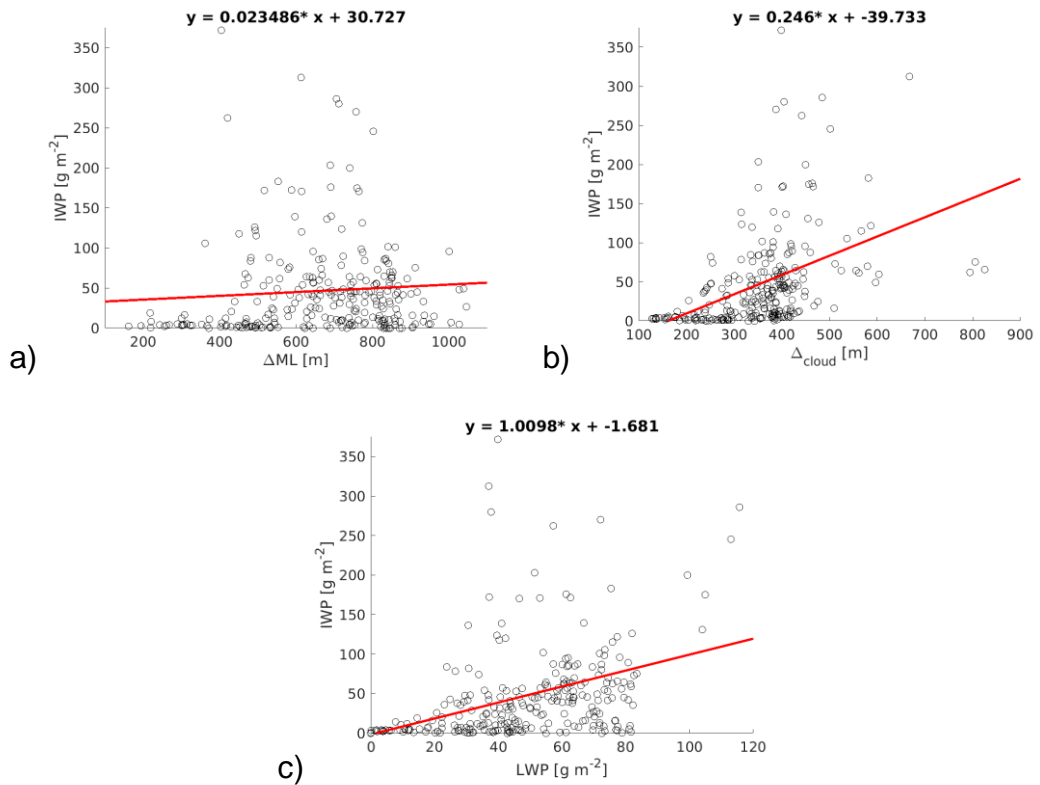 y = 0.023486* x + 30.727
350
300
250
200
150
100
50
0
IWP [g m-2]
200 400 600 800 1000
ΔML [m]
a)
y = 0.246* x + -39.733
350
300
250
200
150
100
50
0
IWP [g m-2]
100 200 300 400 500 600 700 800 900
Δcloud [m]
b)
y = 1.0098* x + -1.681
350
300
250
200
150
100
50
0
IWP [g m-2]
0 20 40 60 80 100 120
LWP [g m-2]
c)